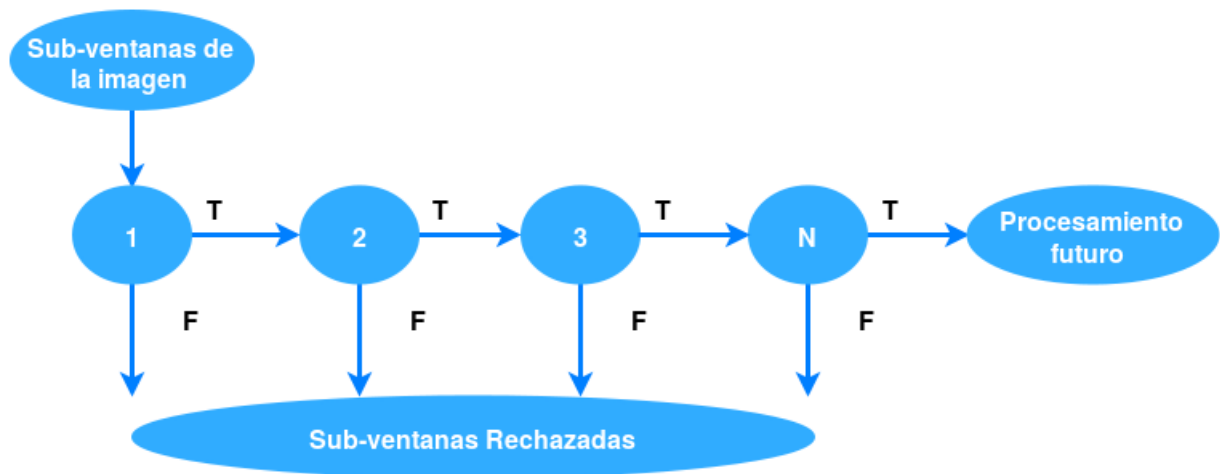 Sub-ventanas de
la imagen
T
T
T
T
1
2
3
N
Procesamiento
futuro
F
F
F
F
Sub-ventanas Rechazadas